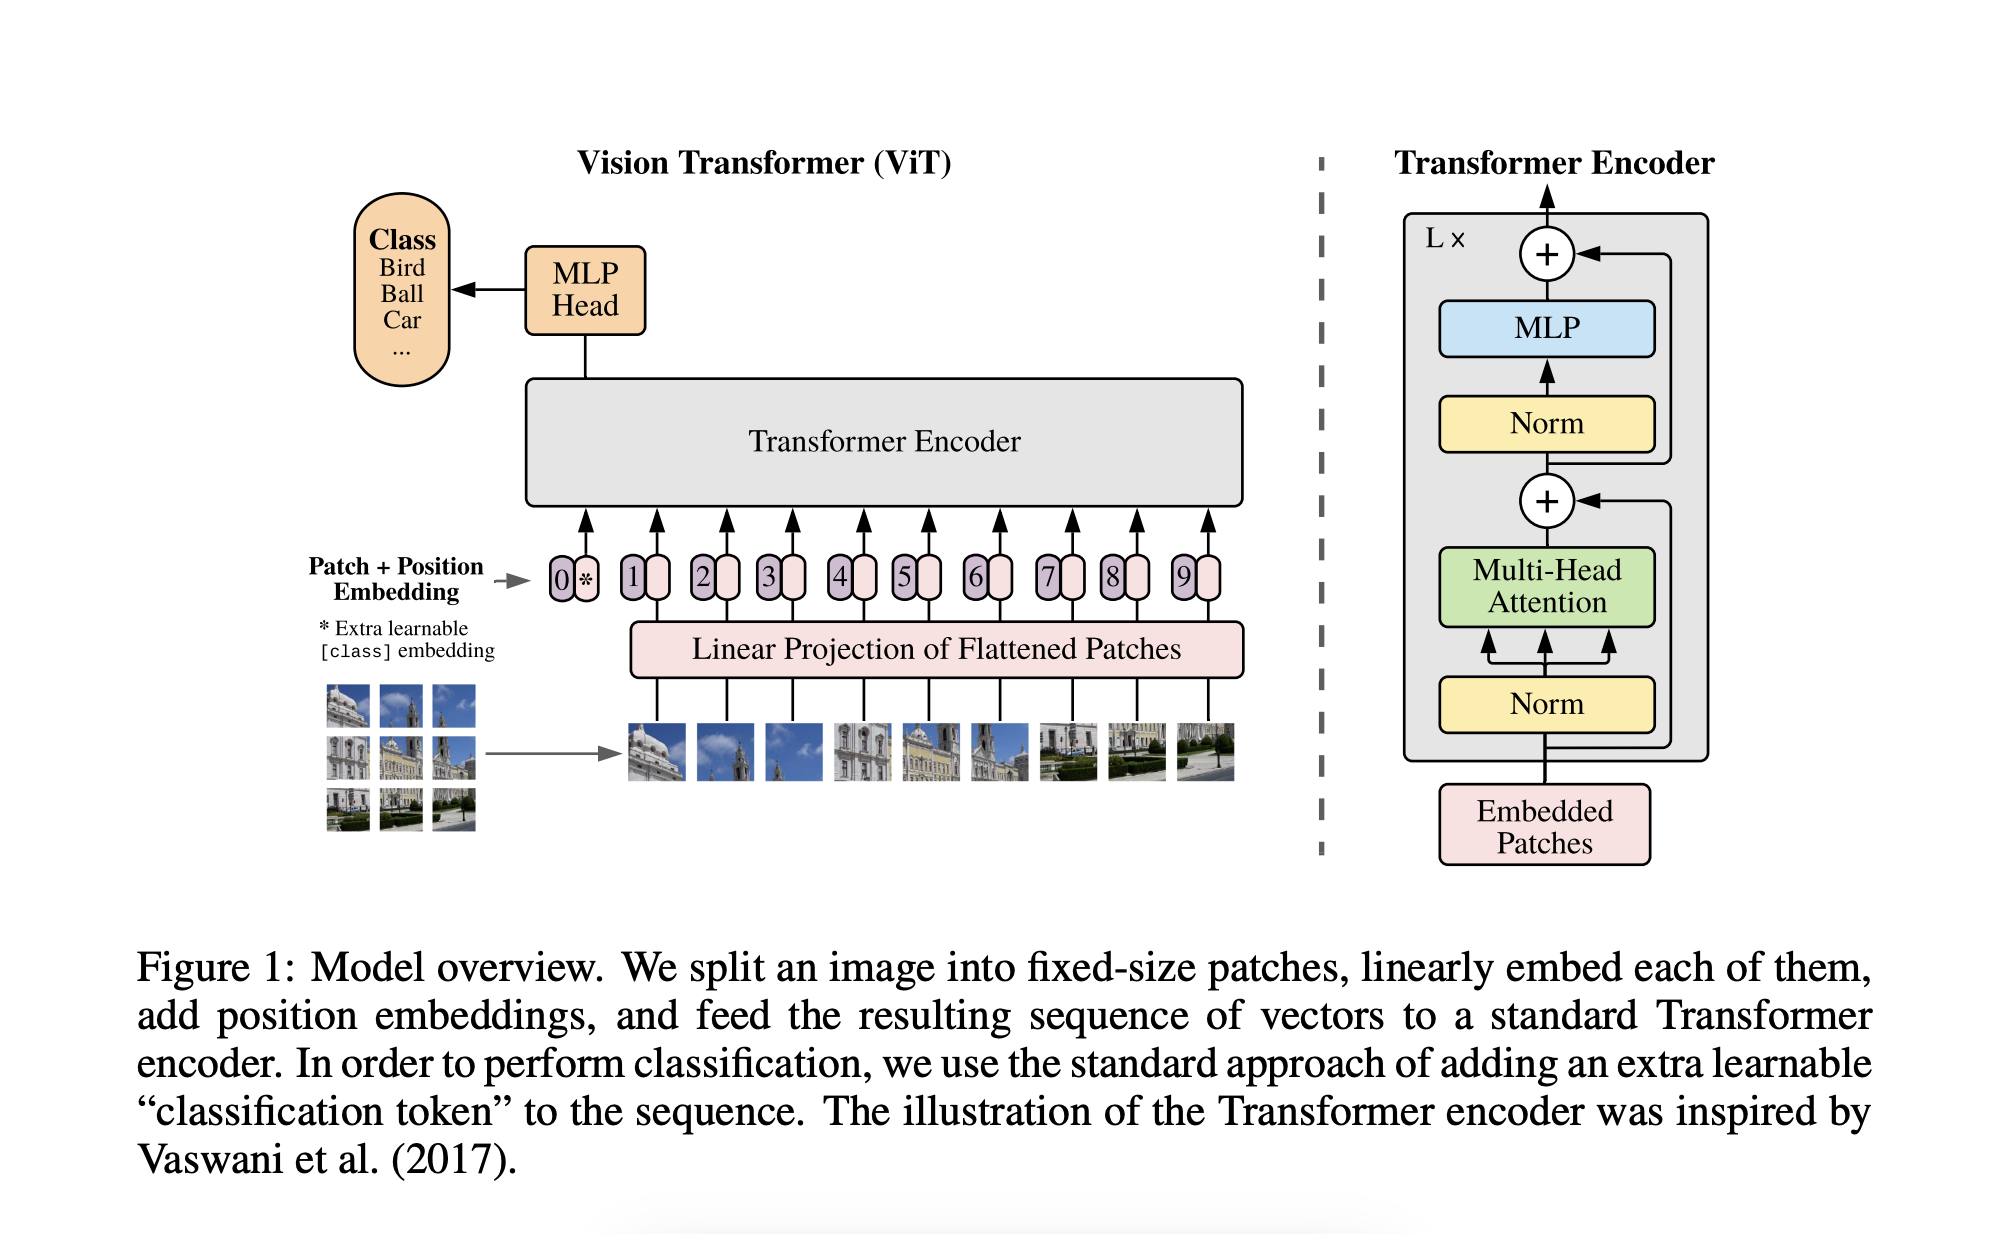 Vision Transformer (ViT)
Class
Bird
Ball
Car
...
MLP
Head
Transformer Encoder
Patch + Position
Embedding
* Extra learnable
[class] embedding
0 * 1 2 3 4 5 6 7 8 9
Linear Projection of Flattened Patches
Transformer Encoder
L ×
+
MLP
Norm
+
Multi-Head
Attention
Norm
Embedded
Patches
Figure 1: Model overview. We split an image into fixed-size patches, linearly embed each of them,
add position embeddings, and feed the resulting sequence of vectors to a standard Transformer
encoder. In order to perform classification, we use the standard approach of adding an extra learnable
“classification token” to the sequence. The illustration of the Transformer encoder was inspired by
Vaswani et al. (2017).